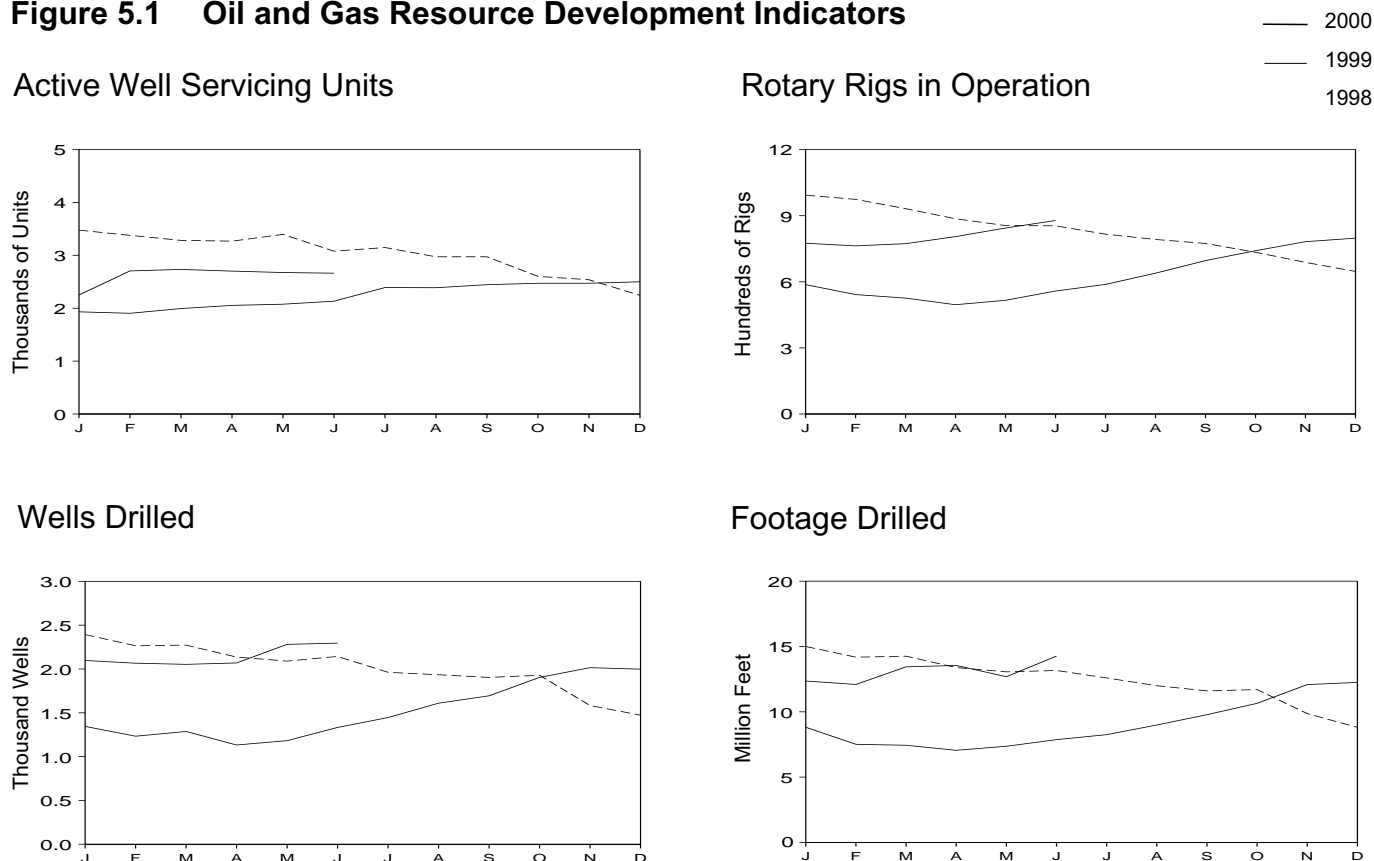 Figure 5.1 Oil and Gas Resource Development Indicators
2000
1999
1998
Active Well Servicing Units
Thousands of Units
5
4
3
2
1
0
J F M A M J J A S O N D
Rotary Rigs in Operation
Hundreds of Rigs
12
9
6
3
0
J F M A M J J A S O N D
Wells Drilled
Thousand Wells
3.0
2.5
2.0
1.5
1.0
0.5
0.0
J F M A M J J A S O N D
Footage Drilled
Million Feet
20
15
10
5
0
J F M A M J J A S O N D